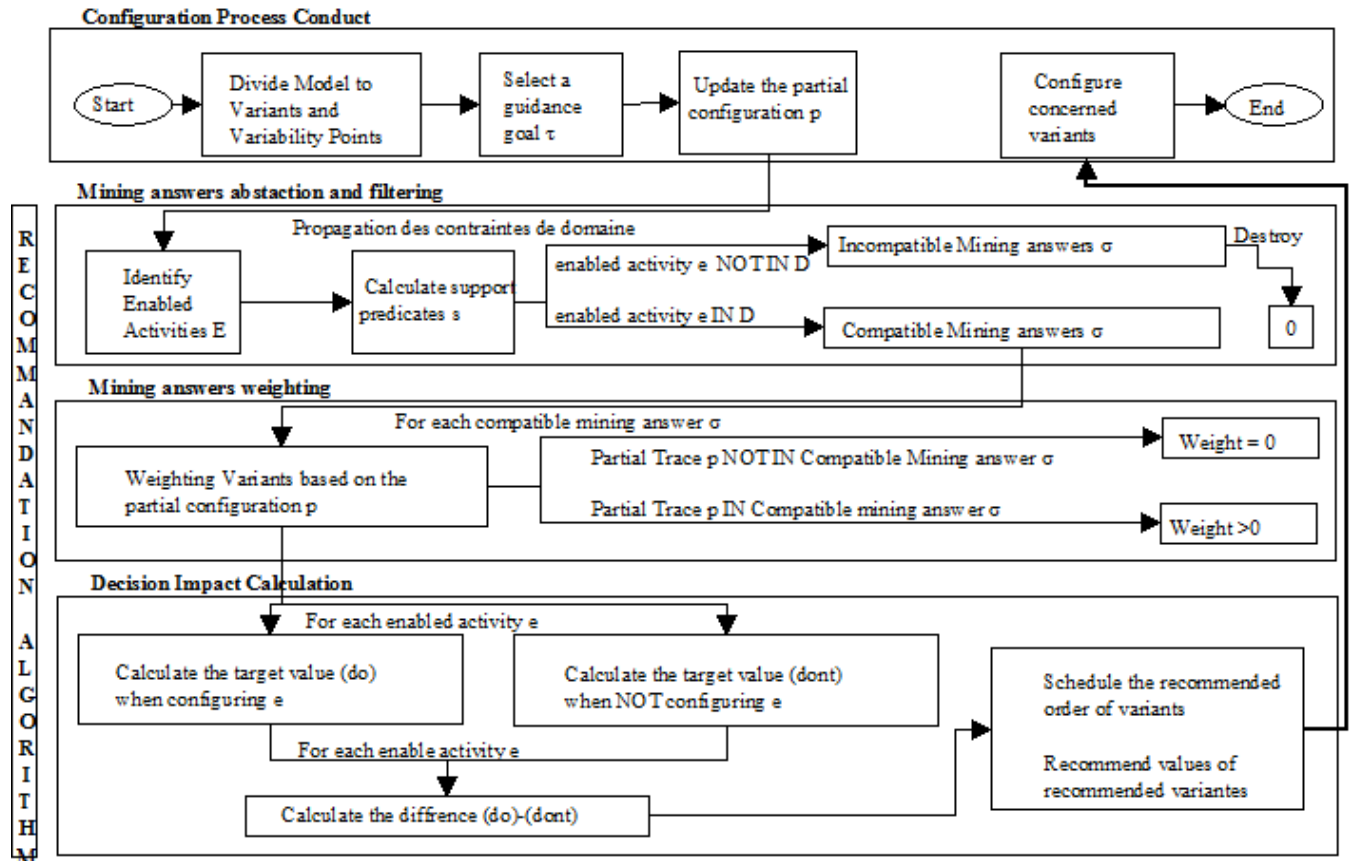 Configuration Process Conduct
Start
Divide Model to
Variants and
Variability Points
Select a
guidance
goal τ
Update the partial
configuration p
Configure
concerned
variants
End
RECOMMANDATION ALGORITHM
Mining answers abstaction and filtering
Propagation des contraintes de domaine
Identify
Enabled
Activities E
Calculate support
predicates s
enabled activity e NOT IN D
enabled activity e IN D
Incompatible Mining answers σ
Compatible Mining answers σ
Destroy
0
Mining answers weighting
For each compatible mining answer σ
Weighting Variants based on the
partial configuration p
Partial Trace p NOT IN Compatible Mining answer σ
Partial Trace p IN Compatible mining answer σ
Weight = 0
Weight >0
Decision Impact Calculation
For each enabled activity e
Calculate the target value (do)
when configuring e
Calculate the target value (dont)
when NOT configuring e
For each enable activity e
Calculate the diffrence (do)-(dont)
Schedule the recommended
order of variants
Recommend values of
recommended variantes